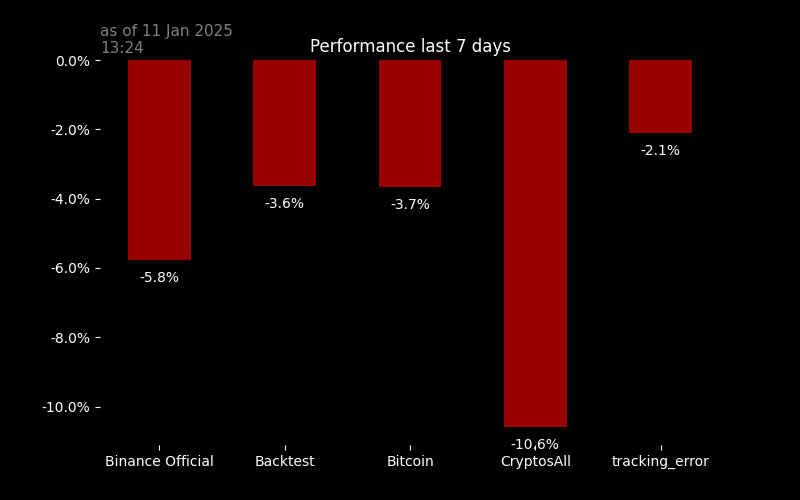 as of 11 Jan 2025
13:24
Performance last 7 days
0.0%
-2.0%
-4.0%
-6.0%
-8.0%
-10.0%
-5.8%
-3.6%
-3.7%
-10.6%
-2.1%
Binance Official
Backtest
Bitcoin
CryptosAll
tracking_error